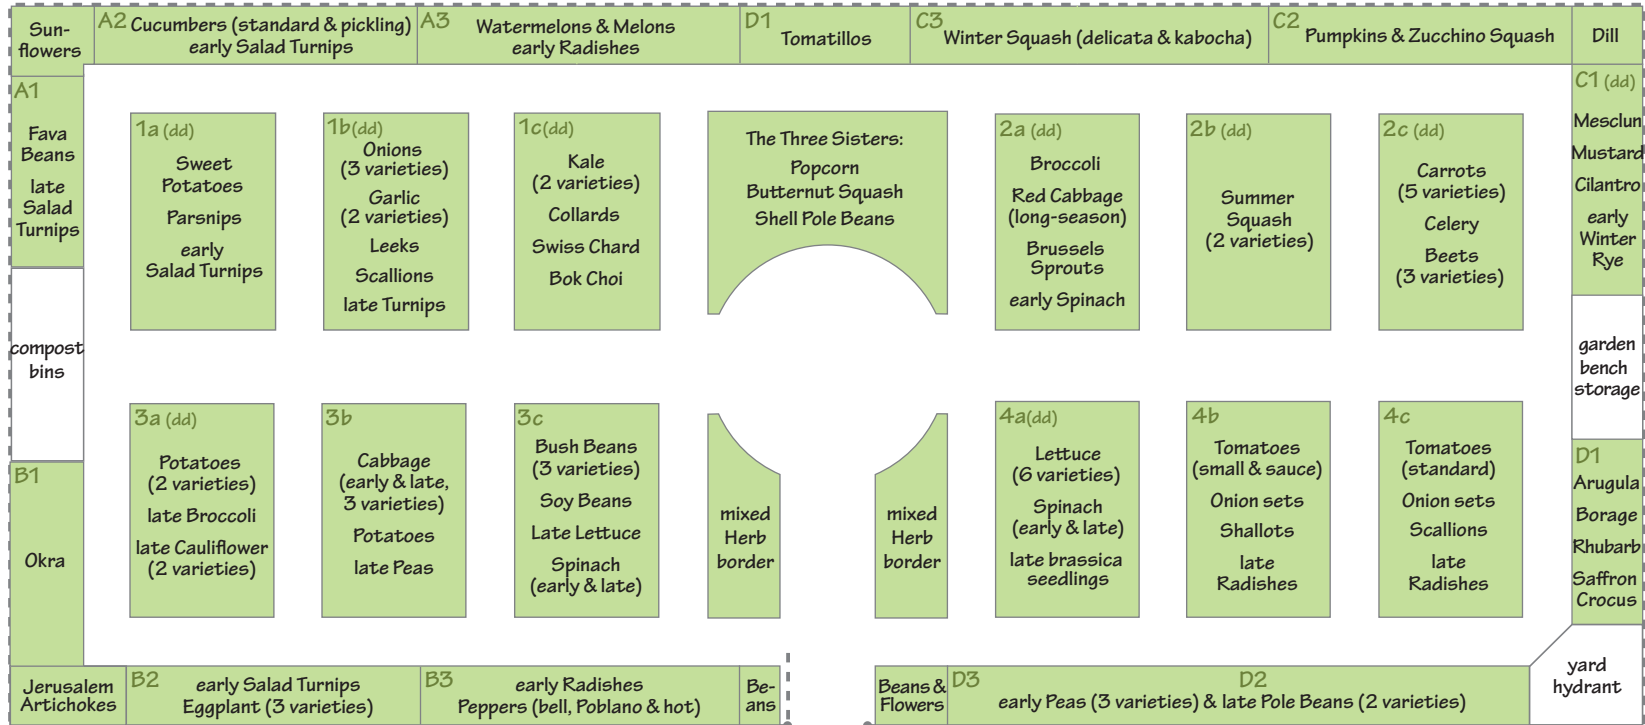 Sun-
flowers
A2 Cucumbers (standard & pickling)
early Salad Turnips
A3 Watermelons & Melons
early Radishes
D1
Tomatillos
C3
Winter Squash (delicata & kabocha)
C2
Pumpkins & Zucchino Squash
Dill
A1
Fava
Beans
late
Salad
Turnips
1a (dd)
Sweet
Potatoes
Parsnips
early
Salad Turnips
1b(dd)
Onions
(3 varieties)
Garlic
(2 varieties)
Leeks
Scallions
late Turnips
1c(dd)
Kale
(2 varieties)
Collards
Swiss Chard
Bok Choi
The Three Sisters:
Popcorn
Butternut Squash
Shell Pole Beans
2a (dd)
Broccoli
Red Cabbage
(long-season)
Brussels
Sprouts
early Spinach
2b (dd)
Summer
Squash
(2 varieties)
2c (dd)
Carrots
(5 varieties)
Celery
Beets
(3 varieties)
C1 (dd)
Mesclun
Mustard
Cilantro
early
Winter
Rye
compost
bins
garden
bench
storage
B1
Okra
3a (dd)
Potatoes
(2 varieties)
late Broccoli
late Cauliflower
(2 varieties)
3b
Cabbage
(early & late,
3 varieties)
Potatoes
late Peas
3c
Bush Beans
(3 varieties)
Soy Beans
Late Lettuce
Spinach
(early & late)
mixed
Herb
border
mixed
Herb
border
4a(dd)
Lettuce
(6 varieties)
Spinach
(early & late)
late brassica
seedlings
4b
Tomatoes
(small & sauce)
Onion sets
Shallots
late
Radishes
4c
Tomatoes
(standard)
Onion sets
Scallions
late
Radishes
D1
Arugula
Borage
Rhubarb
Saffron
Crocus
Jerusalem
Artichokes
B2
early Salad Turnips
Eggplant (3 varieties)
B3
early Radishes
Peppers (bell, Poblano & hot)
Be-
ans
Beans &
Flowers
D3
D2
early Peas (3 varieties) & late Pole Beans (2 varieties)
yard
hydrant